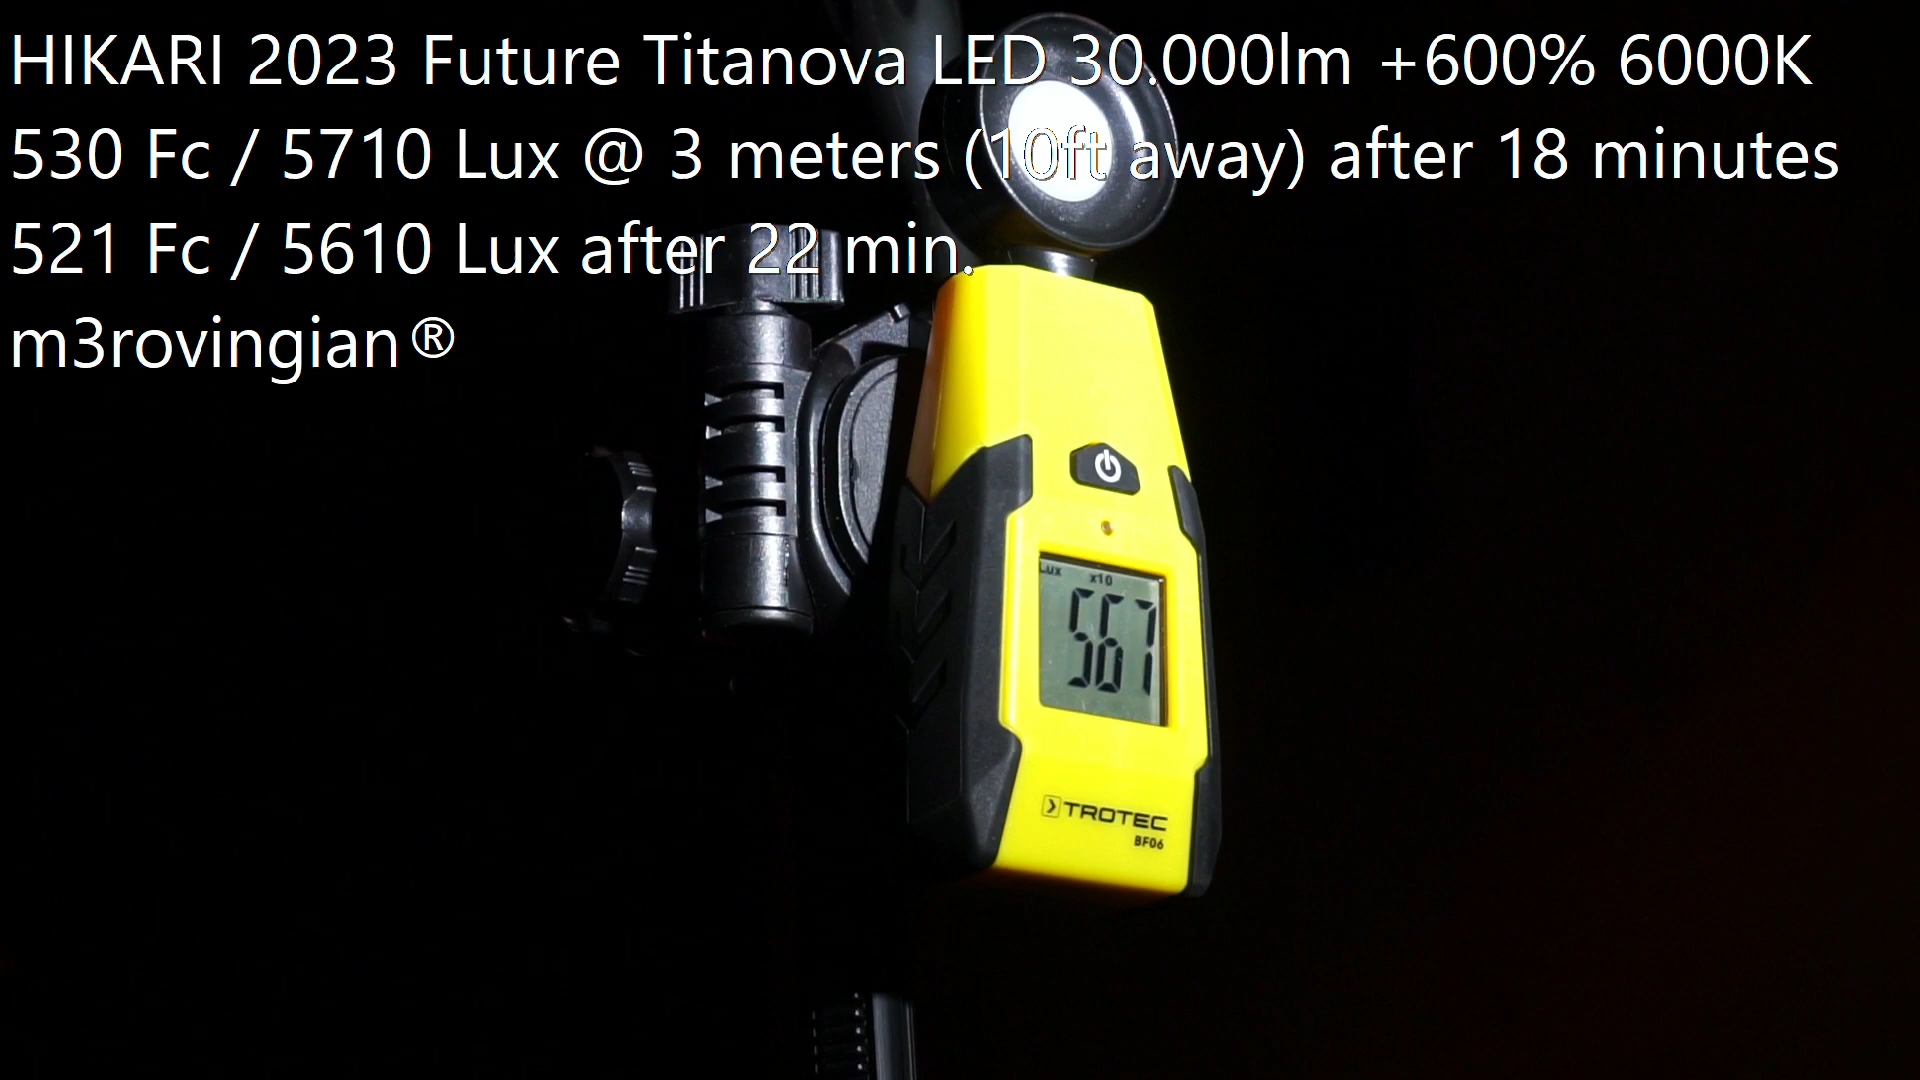 HIKARI 2023 Future Titanova LED 30.000lm +600% 6000K
530 Fc / 5710 Lux @ 3 meters (10ft away) after 18 minutes
521 Fc / 5610 Lux after 22 min.
m3rovingian®
Lux x10
567
TROTEC
BF06